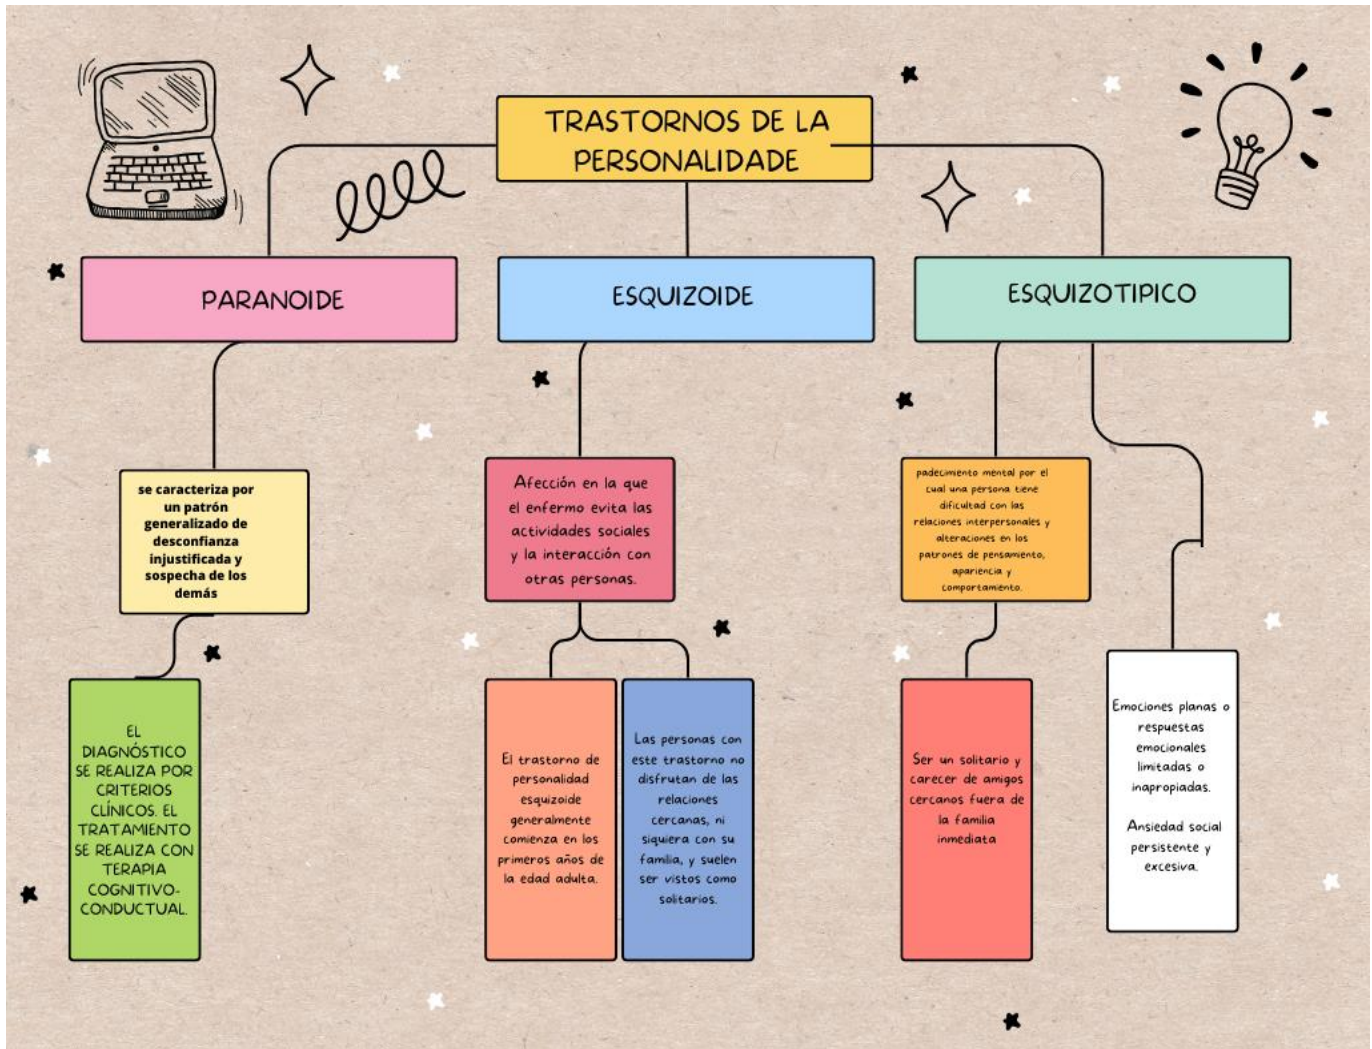 TRASTORNOS DE LA
PERSONALIDADE
PARANOIDE
ESQUIZOIDE
ESQUIZOTIPICO
se caracteriza por
un patrón
generalizado de
desconfianza
injustificada y
sospecha de los
demás
Afección en la que
el enfermo evita las
actividades sociales
y la interacción con
otras personas.
padecimiento mental por el
cual una persona tiene
dificultad con las
relaciones interpersonales y
alteraciones en los
patrones de pensamiento,
apariencia y
comportamiento.
EL
DIAGNÓSTICO
SE REALIZA POR
CRITERIOS
CLÍNICOS. EL
TRATAMIENTO
SE REALIZA CON
TERAPIA
COGNITIVO-
CONDUCTUAL.
El trastorno de
personalidad
esquizoide
generalmente
comienza en los
primeros años de
la edad adulta.
Las personas con
este trastorno no
disfrutan de las
relaciones
cercanas, ni
siquiera con su
familia, y suelen
ser vistos como
solitarios.
Ser un solitario y
carecer de amigos
cercanos fuera de
la familia
inmediata
Emociones planas o
respuestas
emocionales
limitadas o
inapropiadas.
Ansiedad social
persistente y
excesiva.